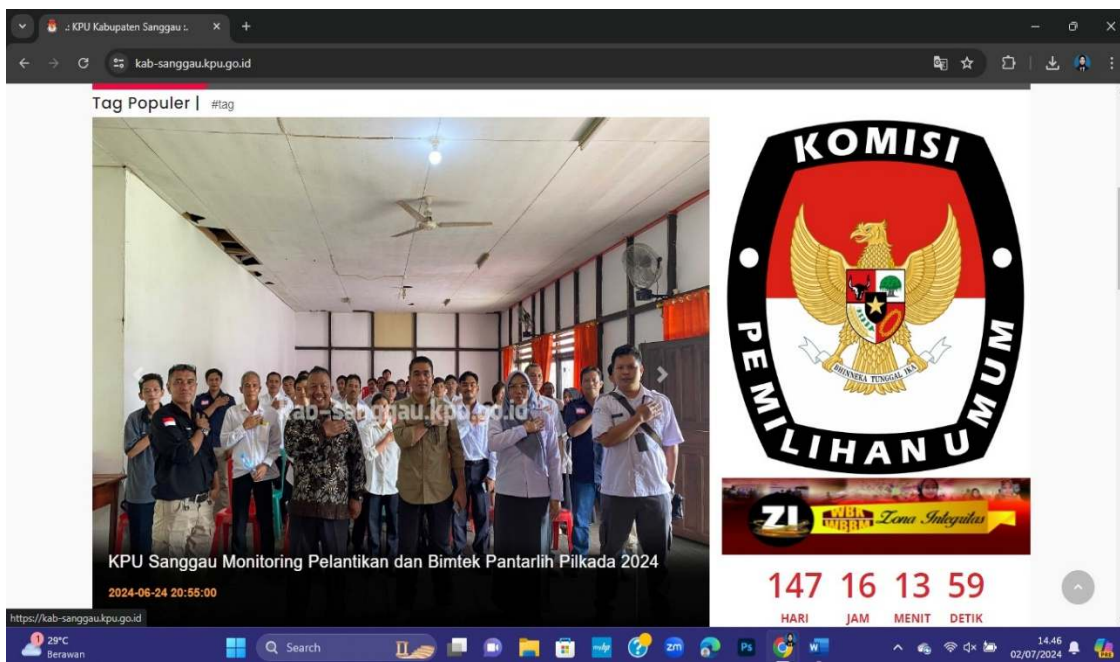 .: KPU Kabupaten Sanggau :.
kab-sanggau.kpu.go.id
Tag Populer | #tag
kab-sanggau.kpu.go.id
KPU Sanggau Monitoring Pelantikan dan Bimtek Pantarlih Pilkada 2024
2024-06-24 20:55:00
KOMISI
PEMILIHAN UMUM
BHINNEKA TUNGGAL IKA
ZI WBK WBBM Zona Integritas
147 16 13 59
HARI JAM MENIT DETIK
https://kab-sanggau.kpu.go.id
1
29°C
Berawan
Search
zm
Ps
W
14.46
02/07/2024